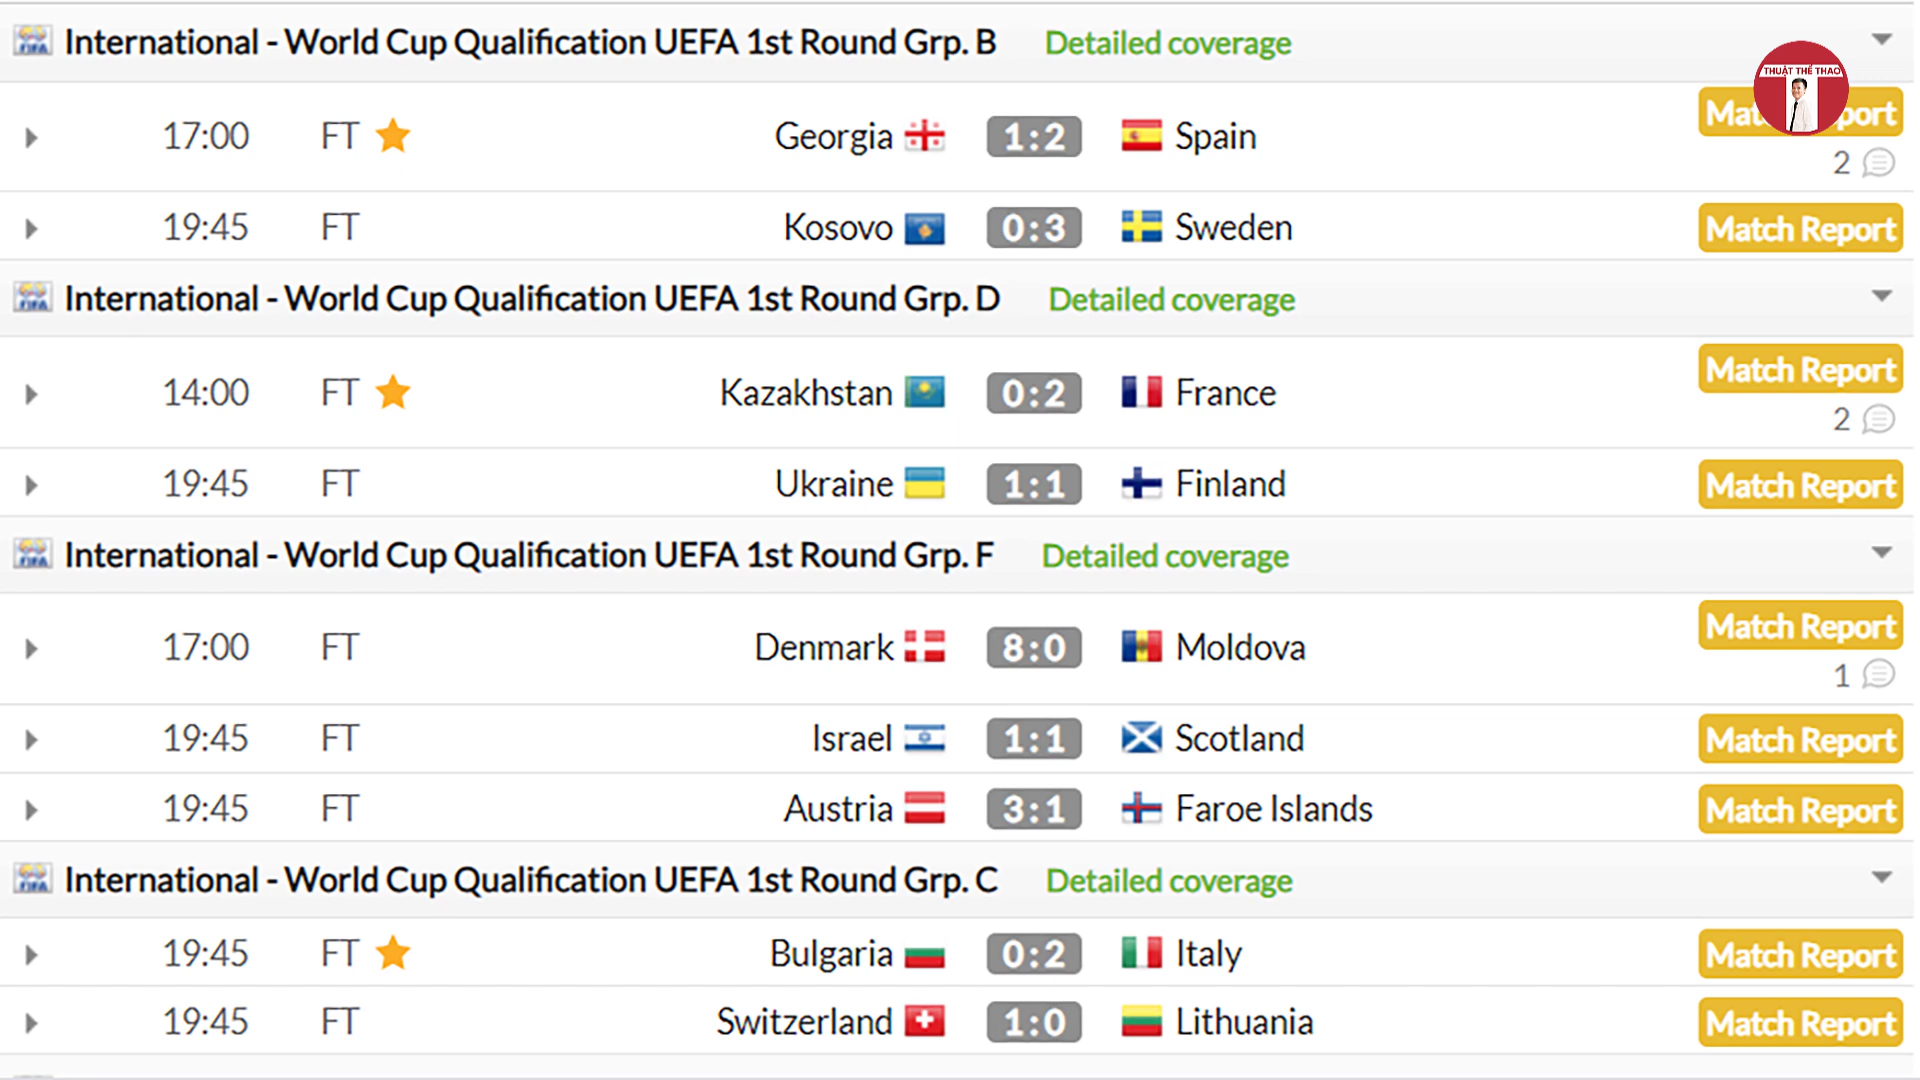 International - World Cup Qualification UEFA 1st Round Grp. B Detailed coverage
THUẬT THỂ THAO
17:00 FT Georgia 1:2 Spain
2
19:45 FT Kosovo 0:3 Sweden Match Report
International - World Cup Qualification UEFA 1st Round Grp. D Detailed coverage
14:00 FT Kazakhstan 0:2 France Match Report
2
19:45 FT Ukraine 1:1 Finland Match Report
International - World Cup Qualification UEFA 1st Round Grp. F Detailed coverage
17:00 FT Denmark 8:0 Moldova Match Report
1
19:45 FT Israel 1:1 Scotland Match Report
19:45 FT Austria 3:1 Faroe Islands Match Report
International - World Cup Qualification UEFA 1st Round Grp. C Detailed coverage
19:45 FT Bulgaria 0:2 Italy Match Report
19:45 FT Switzerland 1:0 Lithuania Match Report